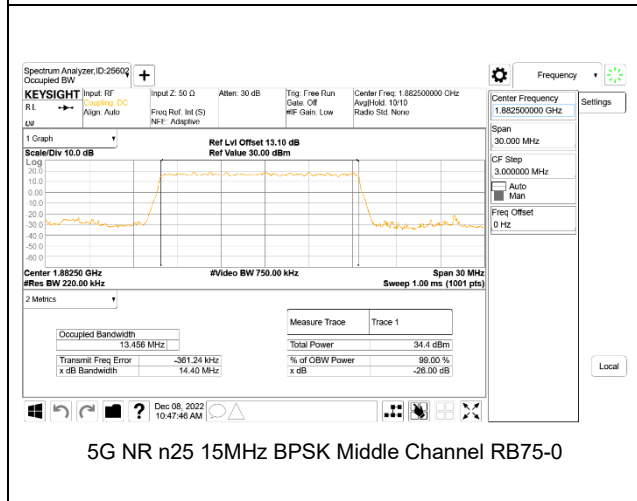 Spectrum Analyzer,ID:25602
Occupied BW
+
Frequency
KEYSIGHT
RL
Input: RF
Coupling: DC
Align: Auto
Input Z: 50 Ω
Freq Ref: Int (S)
NFE: Adaptive
Atten: 30 dB
Trig: Free Run
Gate: Off
#IF Gain: Low
Center Freq: 1.882500000 GHz
Avg|Hold: 10/10
Radio Std: None
Center Frequency
1.882500000 GHz
Settings
Span
30.000 MHz
CF Step
3.000000 MHz
Auto
Man
Freq Offset
0 Hz
1 Graph
Scale/Div 10.0 dB
Ref Lvl Offset 13.10 dB
Ref Value 30.00 dBm
Log
20.0
10.0
0.00
-10.0
-20.0
-30.0
-40.0
-50.0
-60.0
Center 1.88250 GHz
#Video BW 750.00 kHz
Span 30 MHz
#Res BW 220.00 kHz
Sweep 1.00 ms (1001 pts)
2 Metrics
Measure Trace
Trace 1
Occupied Bandwidth
13.456 MHz
Total Power
34.4 dBm
Transmit Freq Error
-361.24 kHz
% of OBW Power
99.00 %
x dB Bandwidth
14.40 MHz
x dB
-26.00 dB
Local
?
Dec 08, 2022
10:47:46 AM
5G NR n25 15MHz BPSK Middle Channel RB75-0